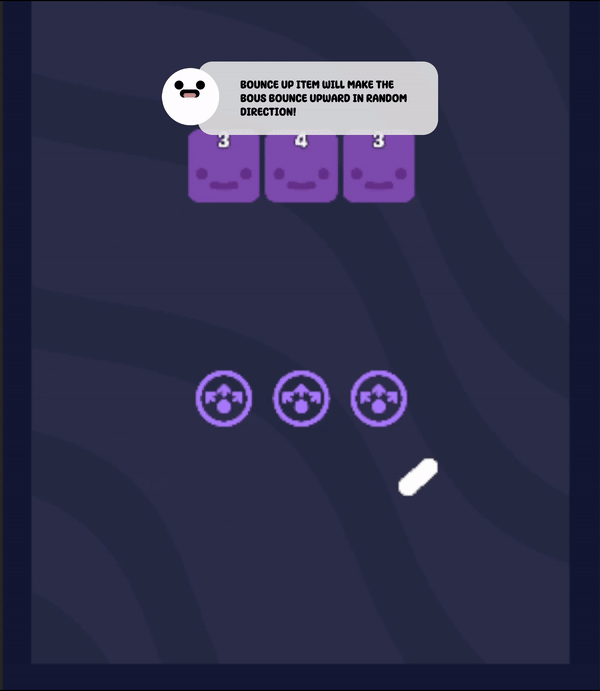 BOUNCE UP ITEM WILL MAKE THE
BOUS BOUNCE UPWARD IN RANDOM
DIRECTION!
3 4 3